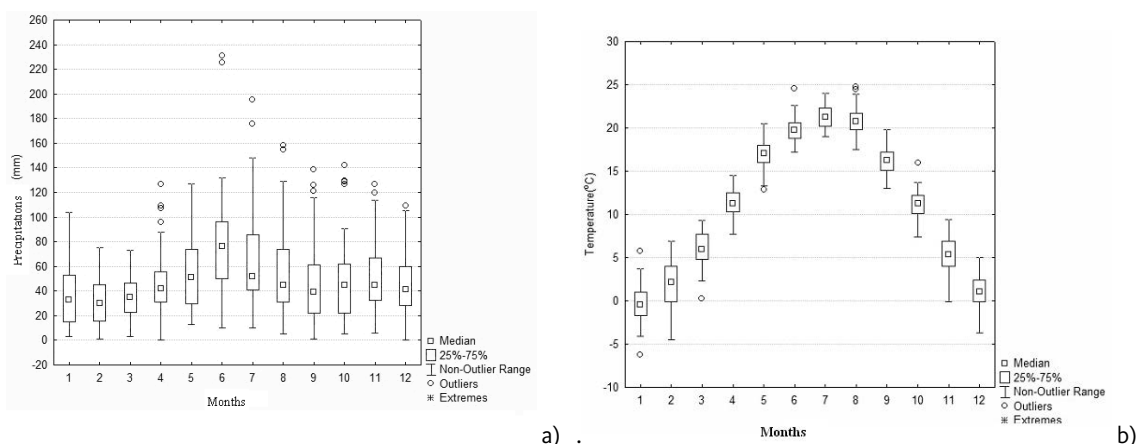 260
240
220
200
180
160
140
120
100
80
60
40
20
0
-20
Precipitations (mm)
1 2 3 4 5 6 7 8 9 10 11 12
Months
Median
25%-75%
Non-Outlier Range
Outliers
Extremes
a) .
30
25
20
15
10
5
0
-5
-10
Temperature(°C)
1 2 3 4 5 6 7 8 9 10 11 12
Months
Median
25%-75%
Non-Outlier Range
Outliers
Extremes
b)